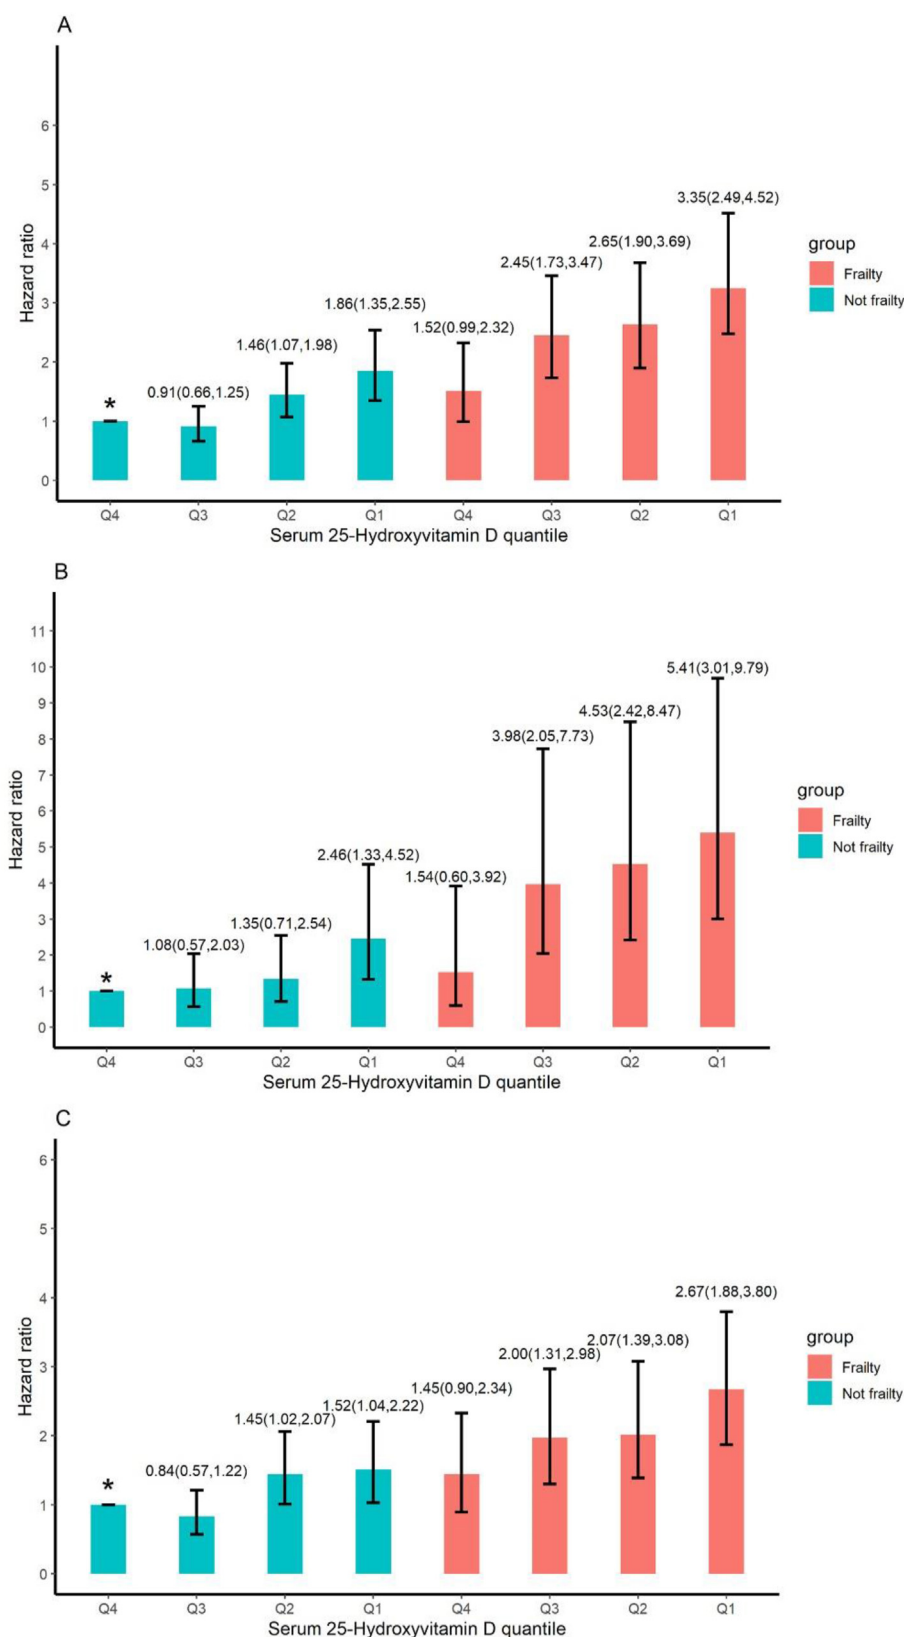 A
6
5
4
3
2
1
0
Hazard ratio
*
0.91(0.66,1.25)
1.46(1.07,1.98)
1.86(1.35,2.55)
1.52(0.99,2.32)
2.45(1.73,3.47)
2.65(1.90,3.69)
3.35(2.49,4.52)
Q4 Q3 Q2 Q1 Q4 Q3 Q2 Q1
Serum 25-Hydroxyvitamin D quantile
group
Frailty
Not frailty
B
11
10
9
8
7
6
5
4
3
2
1
0
Hazard ratio
*
1.08(0.57,2.03)
1.35(0.71,2.54)
2.46(1.33,4.52)
1.54(0.60,3.92)
3.98(2.05,7.73)
4.53(2.42,8.47)
5.41(3.01,9.79)
Q4 Q3 Q2 Q1 Q4 Q3 Q2 Q1
Serum 25-Hydroxyvitamin D quantile
group
Frailty
Not frailty
C
6
5
4
3
2
1
0
Hazard ratio
*
0.84(0.57,1.22)
1.45(1.02,2.07)
1.52(1.04,2.22)
1.45(0.90,2.34)
2.00(1.31,2.98)
2.07(1.39,3.08)
2.67(1.88,3.80)
Q4 Q3 Q2 Q1 Q4 Q3 Q2 Q1
Serum 25-Hydroxyvitamin D quantile
group
Frailty
Not frailty